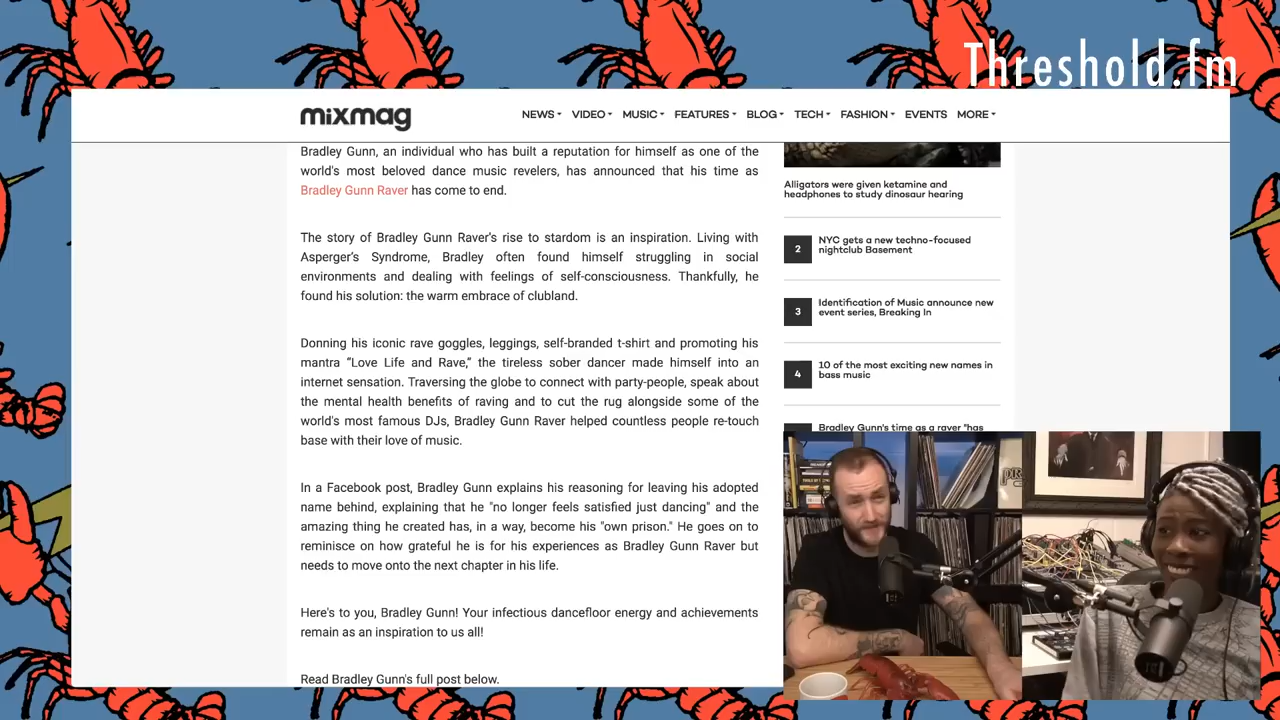 Threshold.fm
mixmag
NEWS VIDEO MUSIC FEATURES BLOG TECH FASHION EVENTS MORE
Bradley Gunn, an individual who has built a reputation for himself as one of the
world's most beloved dance music revelers, has announced that his time as
Bradley Gunn Raver has come to end.
The story of Bradley Gunn Raver's rise to stardom is an inspiration. Living with
Asperger's Syndrome, Bradley often found himself struggling in social
environments and dealing with feelings of self-consciousness. Thankfully, he
found his solution: the warm embrace of clubland.
Donning his iconic rave goggles, leggings, self-branded t-shirt and promoting his
mantra "Love Life and Rave," the tireless sober dancer made himself into an
internet sensation. Traversing the globe to connect with party-people, speak about
the mental health benefits of raving and to cut the rug alongside some of the
world's most famous DJs, Bradley Gunn Raver helped countless people re-touch
base with their love of music.
In a Facebook post, Bradley Gunn explains his reasoning for leaving his adopted
name behind, explaining that he "no longer feels satisfied just dancing" and the
amazing thing he created has, in a way, become his "own prison." He goes on to
reminisce on how grateful he is for his experiences as Bradley Gunn Raver but
needs to move onto the next chapter in his life.
Here's to you, Bradley Gunn! Your infectious dancefloor energy and achievements
remain as an inspiration to us all!
Read Bradley Gunn's full post below.
Alligators were given ketamine and
headphones to study dinosaur hearing
2 NYC gets a new techno-focused
nightclub Basement
3 Identification of Music announce new
event series, Breaking In
4 10 of the most exciting new names in
bass music
Bradley Gunn's time as a raver "has